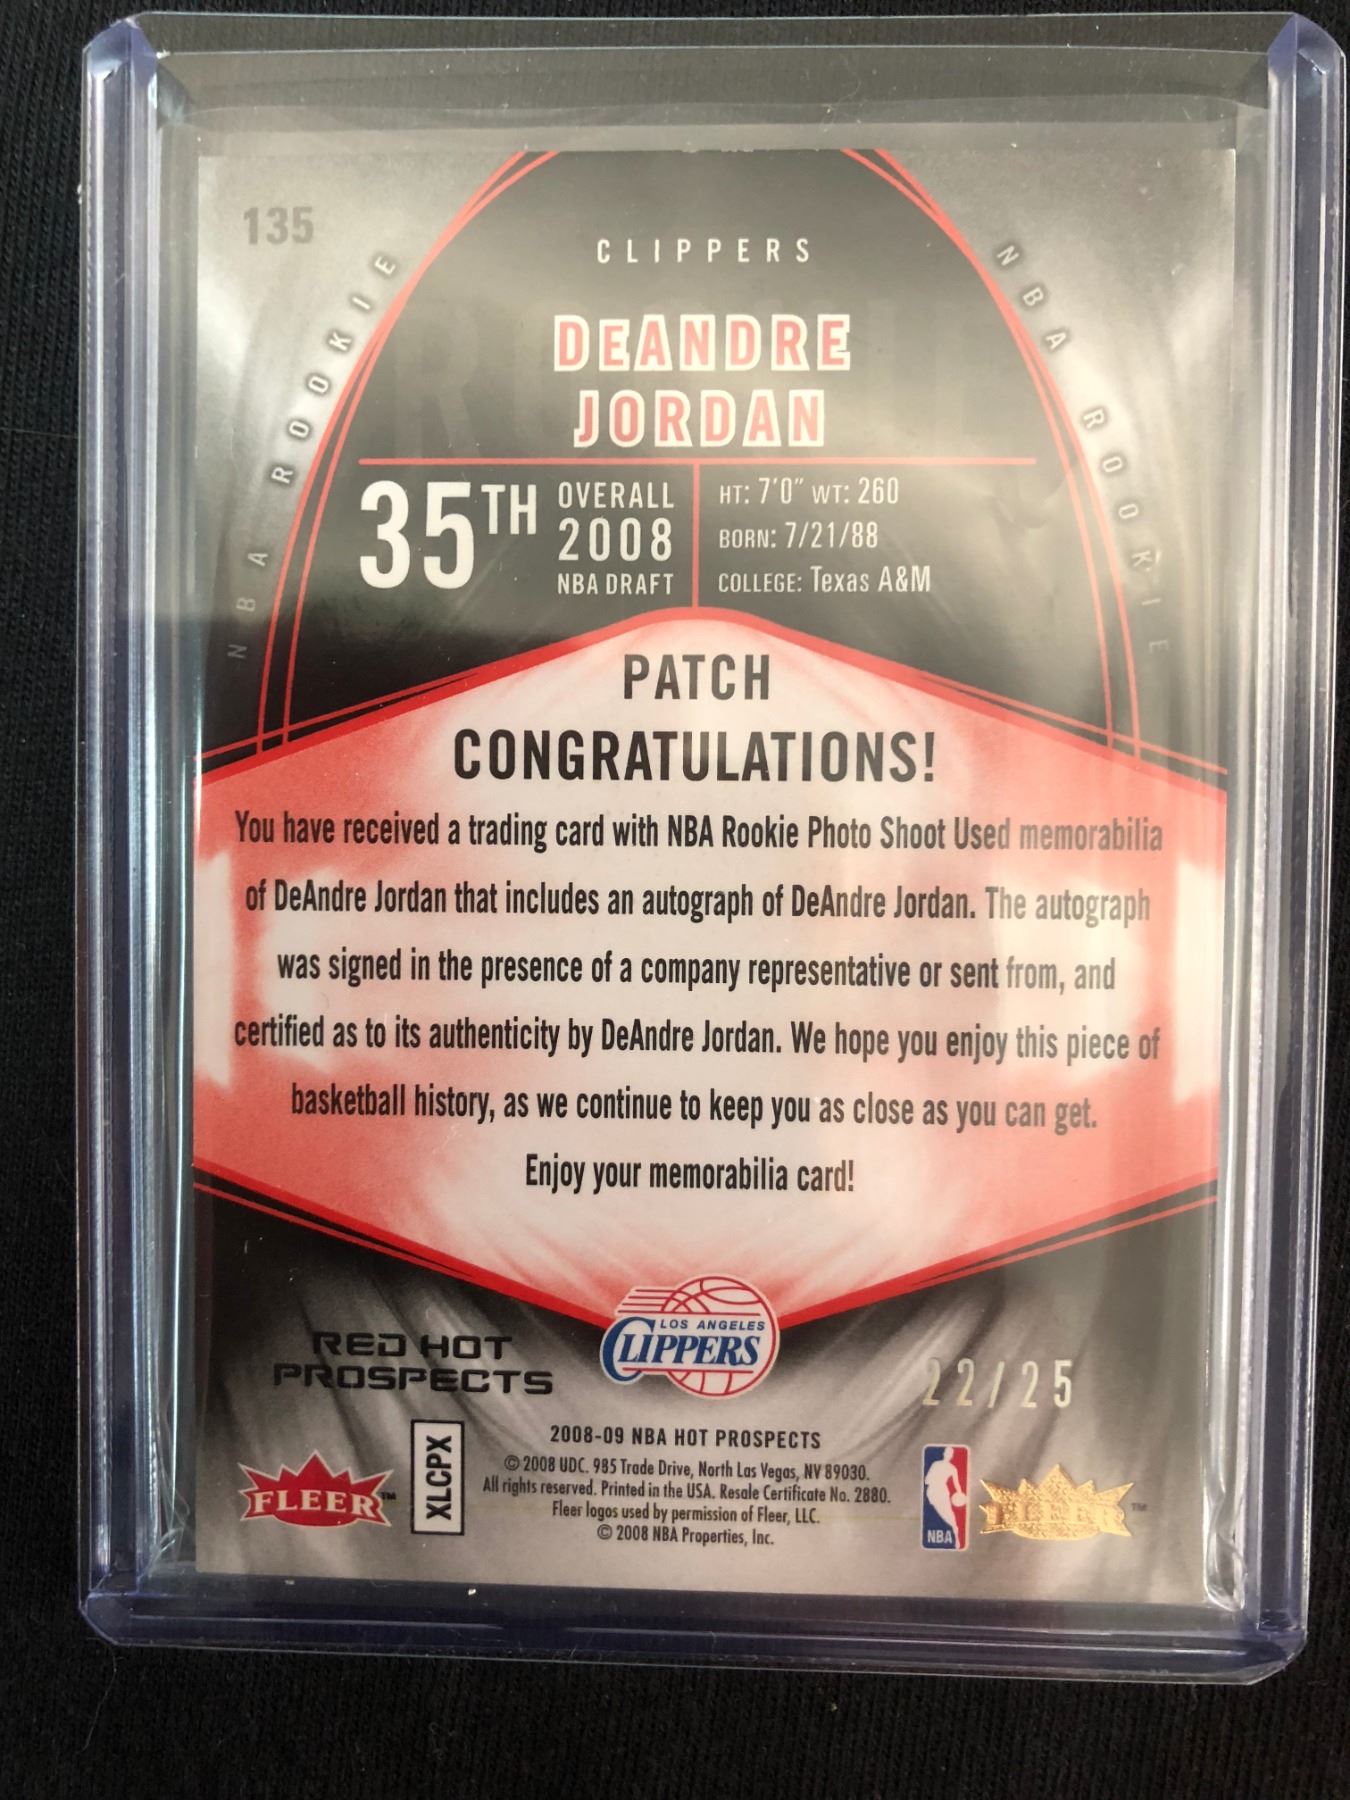 135
CLIPPERS
NBA ROOKIE
NBA ROOKIE
DEANDRE
JORDAN
35TH
OVERALL
2008
NBA DRAFT
HT: 7'0" WT: 260
BORN: 7/21/88
COLLEGE: Texas A&M
PATCH
CONGRATULATIONS!
You have received a trading card with NBA Rookie Photo Shoot Used memorabilia
of DeAndre Jordan that includes an autograph of DeAndre Jordan. The autograph
was signed in the presence of a company representative or sent from, and
certified as to its authenticity by DeAndre Jordan. We hope you enjoy this piece of
basketball history, as we continue to keep you as close as you can get.
Enjoy your memorabilia card!
LOS ANGELES
CLIPPERS
RED HOT
PROSPECTS
22/25
2008-09 NBA HOT PROSPECTS
© 2008 UDC. 985 Trade Drive, North Las Vegas, NV 89030.
All rights reserved. Printed in the USA. Resale Certificate No. 2880.
Fleer logos used by permission of Fleer, LLC.
© 2008 NBA Properties, Inc.
FLEER™
XLCPX
NBA
FLEER™